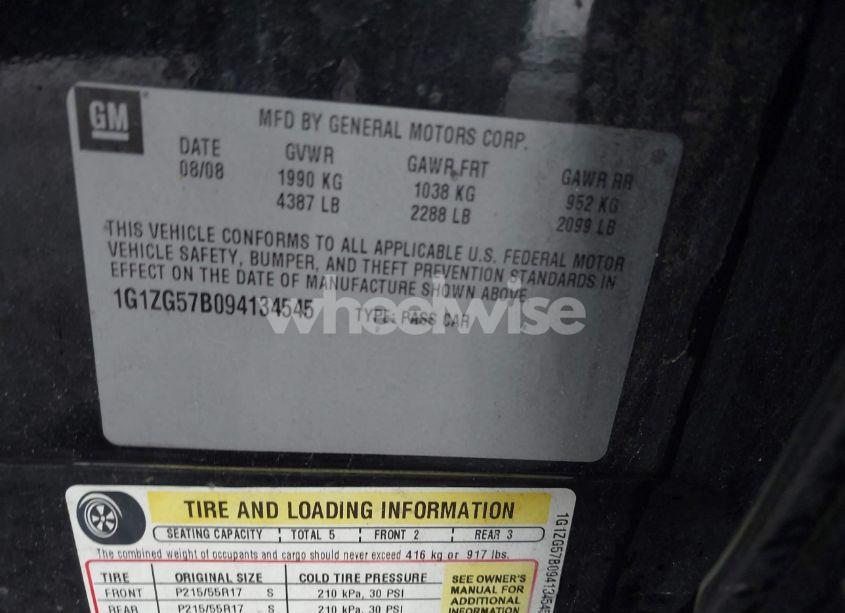 GM
MFD BY GENERAL MOTORS CORP.
DATE GVWR GAWR FRT GAWR RR
08/08 1990 KG 1038 KG 952 KG
4387 LB 2288 LB 2099 LB
THIS VEHICLE CONFORMS TO ALL APPLICABLE U.S. FEDERAL MOTOR
VEHICLE SAFETY, BUMPER, AND THEFT PREVENTION STANDARDS IN
EFFECT ON THE DATE OF MANUFACTURE SHOWN ABOVE.
1G1ZG57B094134545 TYPE: PASS CAR
wheelwise
TIRE AND LOADING INFORMATION
SEATING CAPACITY TOTAL 5 FRONT 2 REAR 3
The combined weight of occupants and cargo should never exceed 416 kg or 917 lbs.
TIRE ORIGINAL SIZE COLD TIRE PRESSURE
FRONT P215/55R17 S 210 kPa, 30 PSI
REAR P215/55R17 S 210 kPa, 30 PSI
SEE OWNER'S
MANUAL FOR
ADDITIONAL
INFORMATION
1G1ZG57B094134545